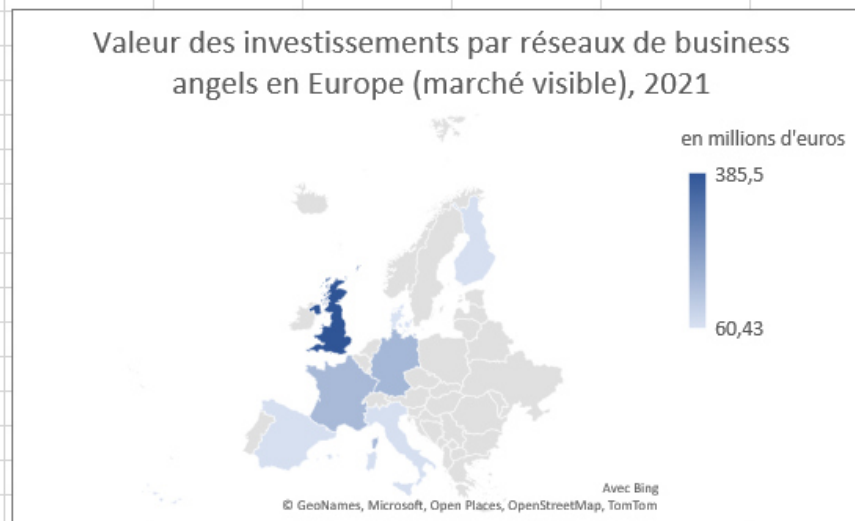 Valeur des investissements par réseaux de business
angels en Europe (marché visible), 2021
en millions d'euros
385,5
60,43
Avec Bing
© GeoNames, Microsoft, Open Places, OpenStreetMap, TomTom